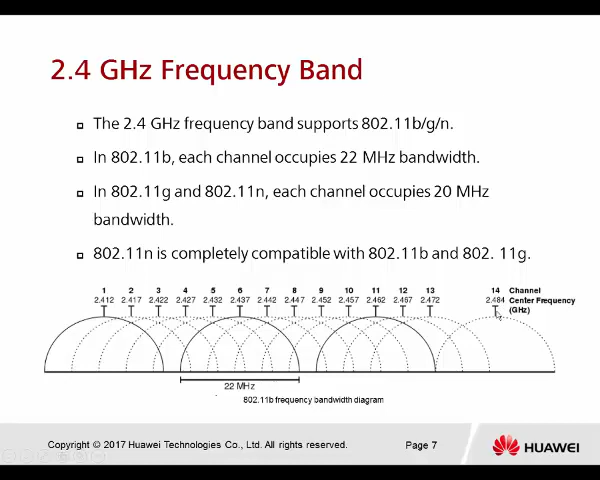 2.4 GHz Frequency Band
The 2.4 GHz frequency band supports 802.11b/g/n.
In 802.11b, each channel occupies 22 MHz bandwidth.
In 802.11g and 802.11n, each channel occupies 20 MHz
bandwidth.
802.11n is completely compatible with 802.11b and 802. 11g.
1 2 3 4 5 6 7 8 9 10 11 12 13 14 Channel
2.412 2.417 2.422 2.427 2.432 2.437 2.442 2.447 2.452 2.457 2.462 2.467 2.472 2.484 Center Frequency
(GHz)
22 MHz
802.11b frequency bandwidth diagram
Copyright © 2017 Huawei Technologies Co., Ltd. All rights reserved.
Page 7
HUAWEI